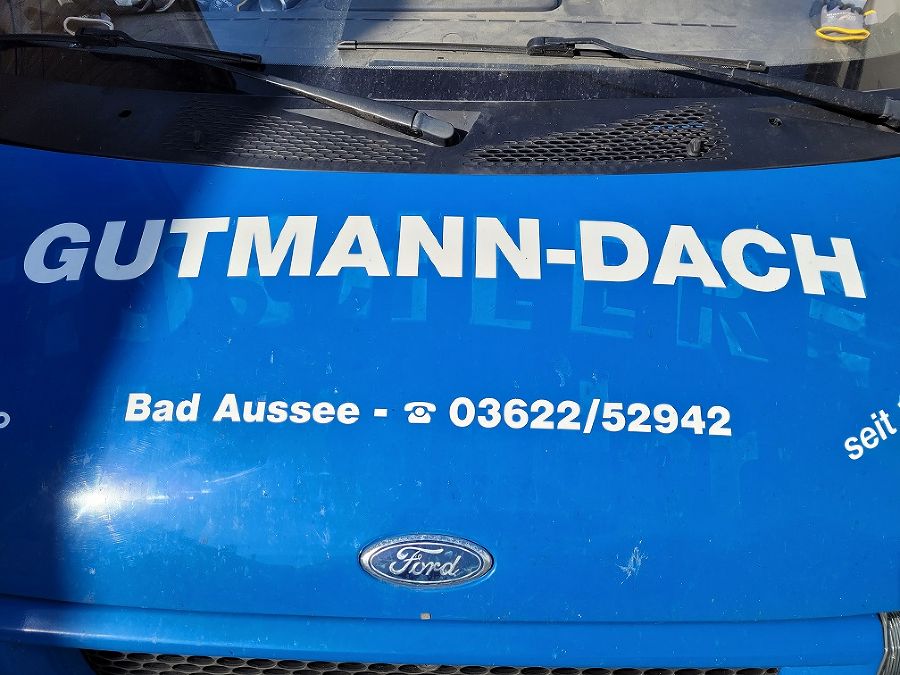 GUTMANN-DACH
Bad Aussee - ☎ 03622/52942
seit
Ford